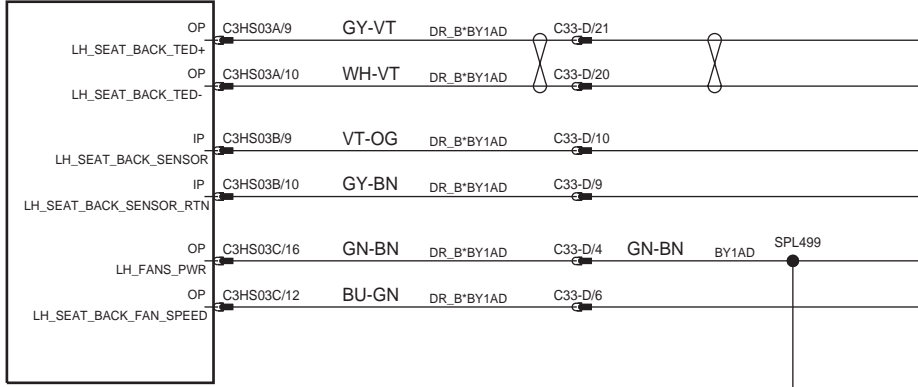 OP C3HS03A/9 GY-VT DR_B*BY1AD C33-D/21
LH_SEAT_BACK_TED+
OP C3HS03A/10 WH-VT DR_B*BY1AD C33-D/20
LH_SEAT_BACK_TED-
IP C3HS03B/9 VT-OG DR_B*BY1AD C33-D/10
LH_SEAT_BACK_SENSOR
IP C3HS03B/10 GY-BN DR_B*BY1AD C33-D/9
LH_SEAT_BACK_SENSOR_RTN
OP C3HS03C/16 GN-BN DR_B*BY1AD C33-D/4 GN-BN BY1AD SPL499
LH_FANS_PWR
OP C3HS03C/12 BU-GN DR_B*BY1AD C33-D/6
LH_SEAT_BACK_FAN_SPEED